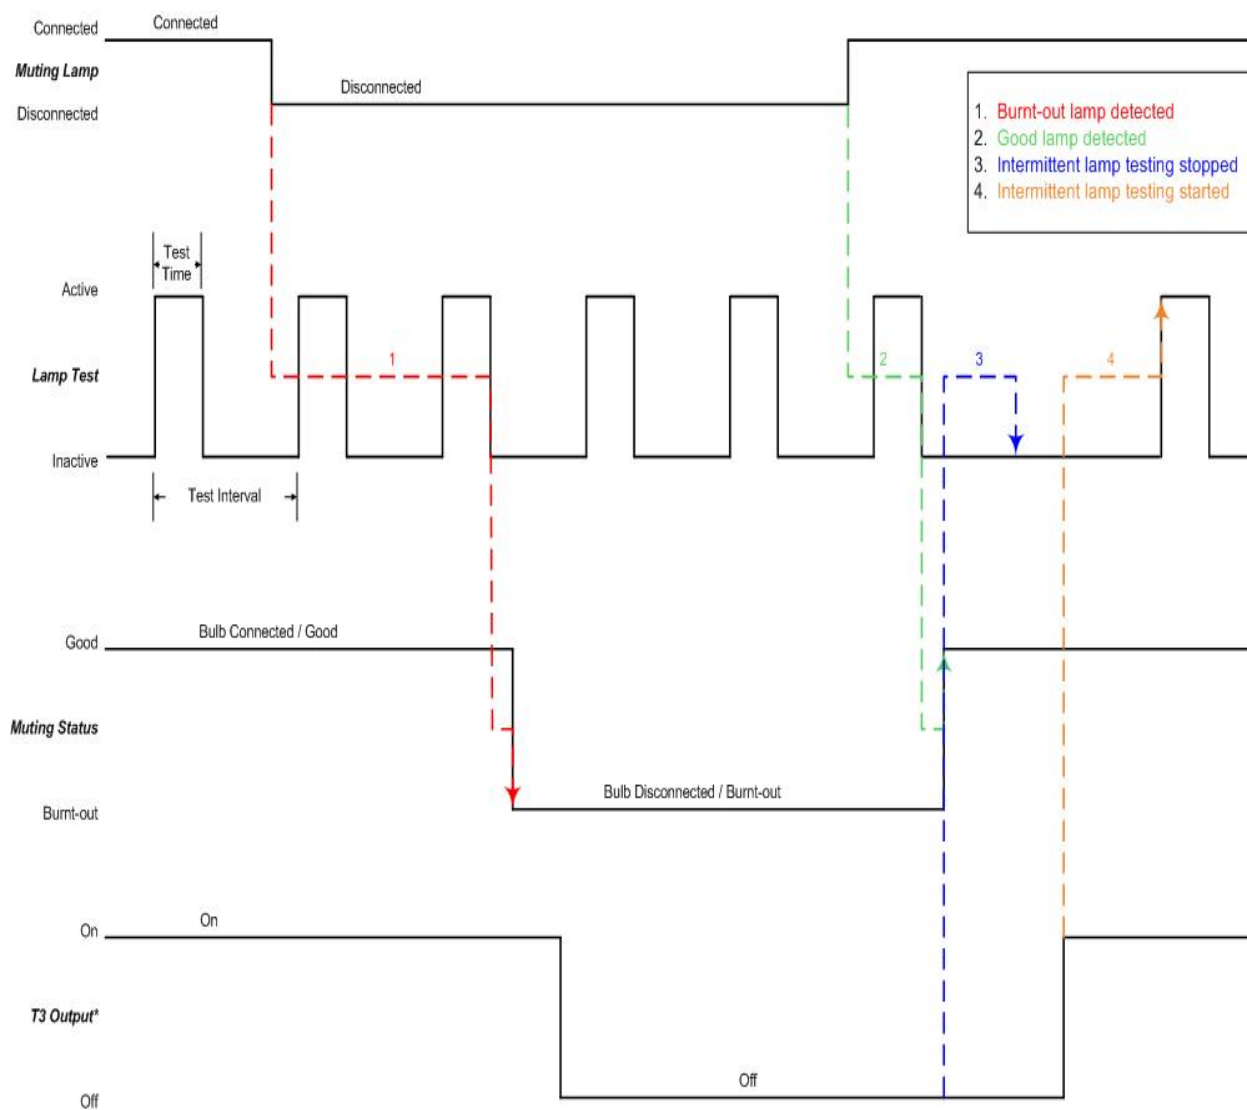 Connected
Connected
Muting Lamp
Disconnected
Disconnected
1. Burnt-out lamp detected
2. Good lamp detected
3. Intermittent lamp testing stopped
4. Intermittent lamp testing started
Test
Time
Active
1
2
3
4
Lamp Test
Inactive
Test Interval
Good
Bulb Connected / Good
Muting Status
Bulb Disconnected / Burnt-out
Burnt-out
On
On
T3 Output*
Off
Off